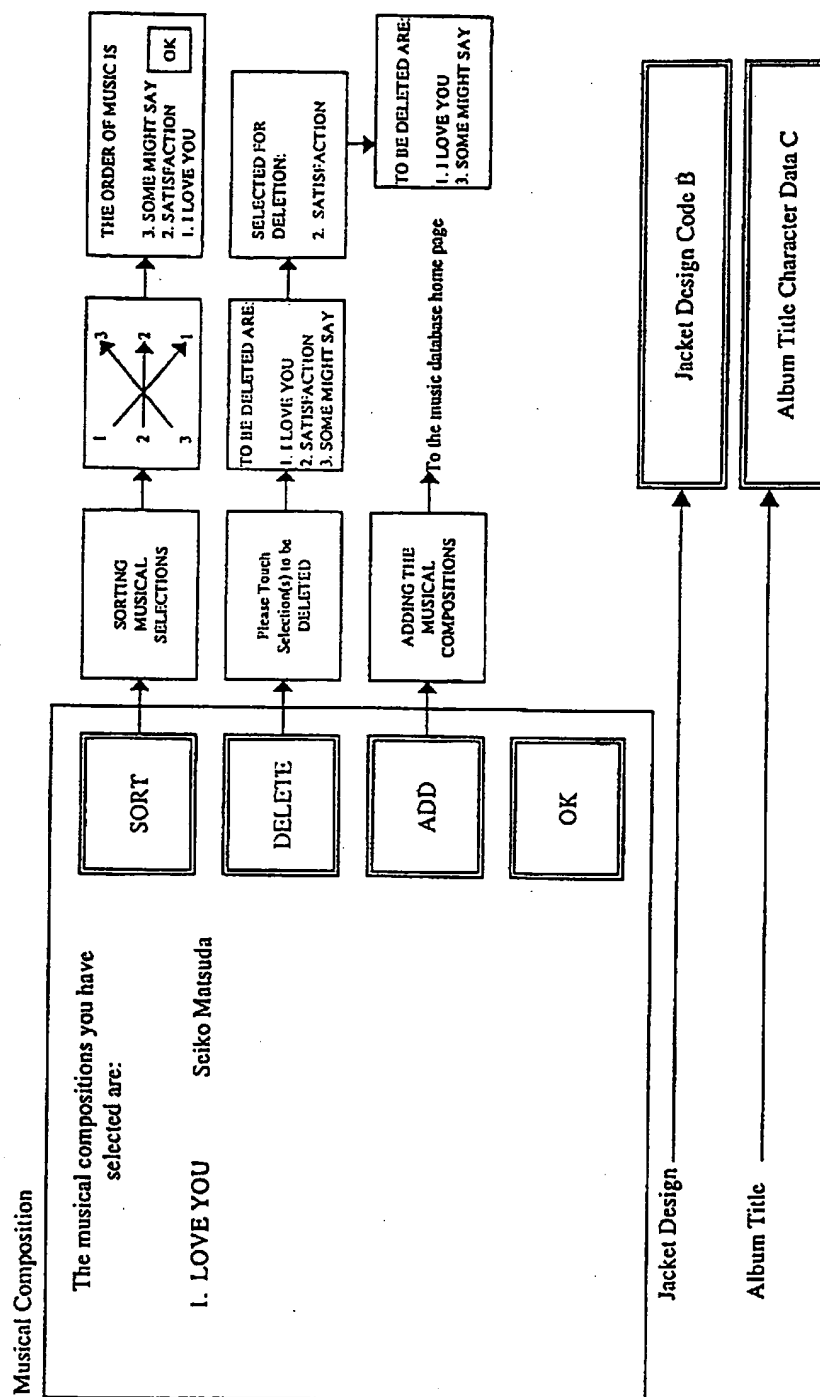 Musical Composition
The musical compositions you have
selected are:
1. LOVE YOU Seiko Matsuda
SORT
DELETE
ADD
OK
SORTING
MUSICAL
SELECTIONS
1 3
2 2
3 1
THE ORDER OF MUSIC IS
3. SOME MIGHT SAY
2. SATISFACTION
1. I LOVE YOU
OK
Please Touch
Selection(s) to be
DELETED
TO BE DELETED ARE:
1. I LOVE YOU
2. SATISFACTION
3. SOME MIGHT SAY
SELECTED FOR
DELETION:
2. SATISFACTION
TO BE DELETED ARE:
1. I LOVE YOU
3. SOME MIGHT SAY
ADDING THE
MUSICAL
COMPOSITIONS
To the music database home page
Jacket Design
Jacket Design Code B
Album Title
Album Title Character Data C